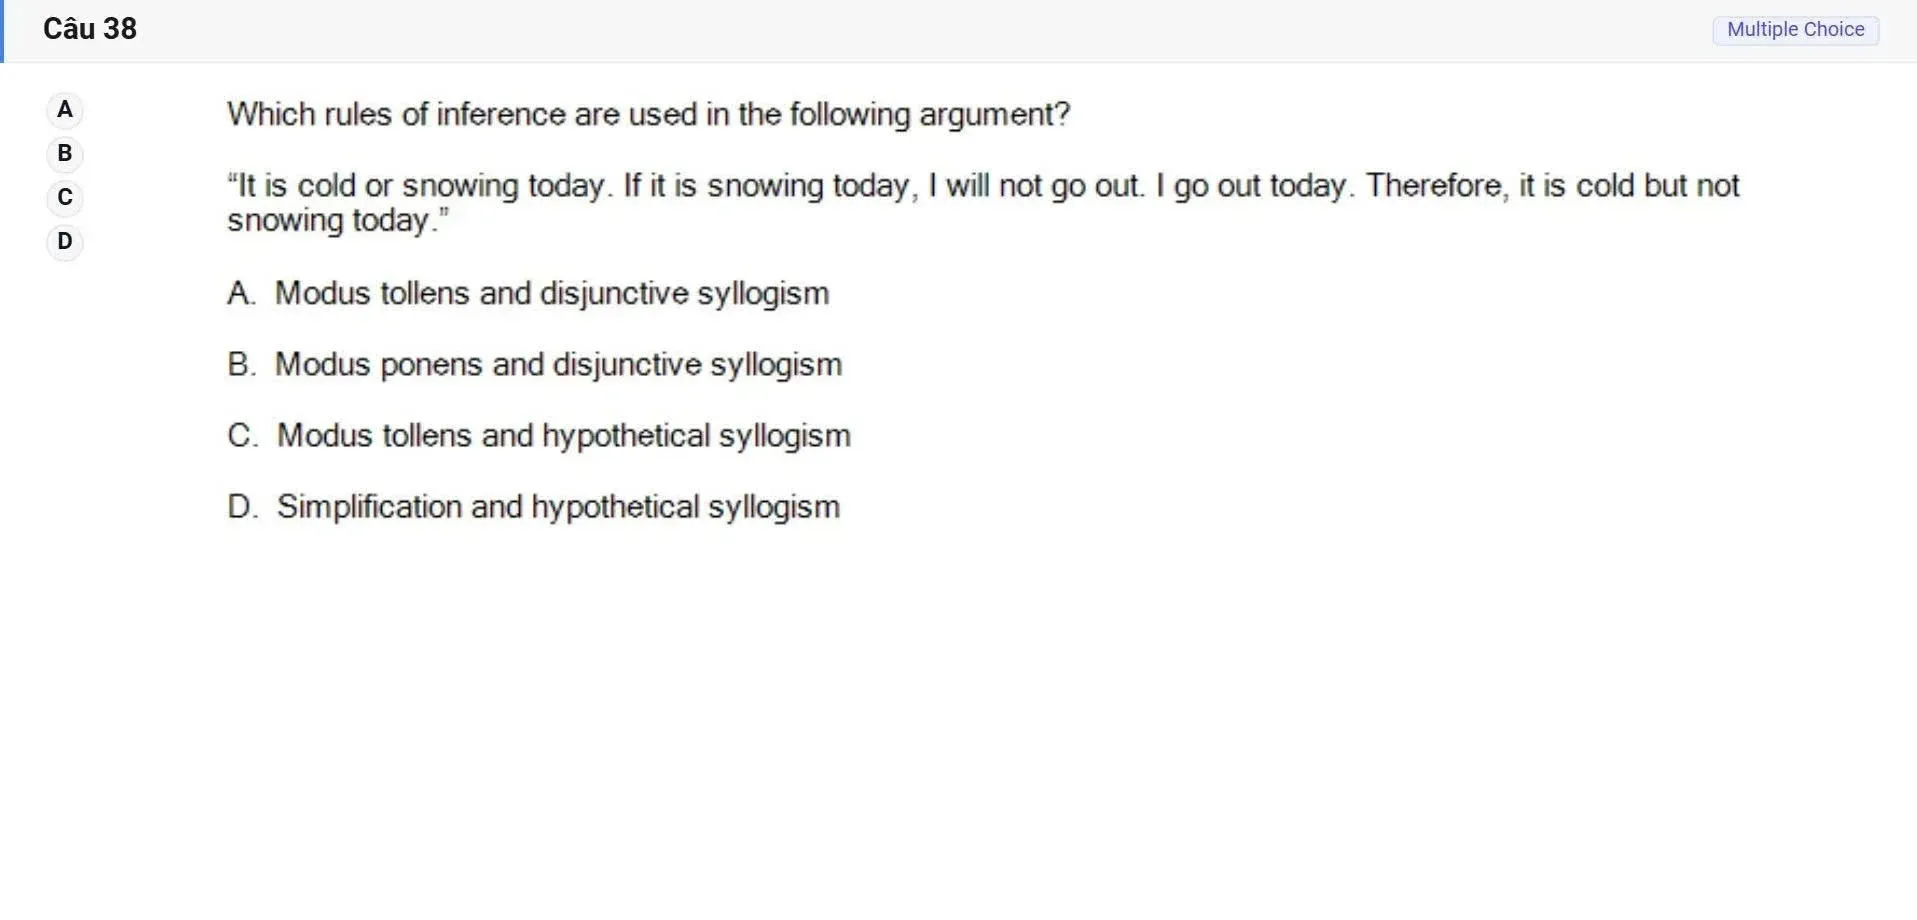 Câu 38
Multiple Choice
A
B
C
D
Which rules of inference are used in the following argument?
“It is cold or snowing today. If it is snowing today, I will not go out. I go out today. Therefore, it is cold but not
snowing today.”
A. Modus tollens and disjunctive syllogism
B. Modus ponens and disjunctive syllogism
C. Modus tollens and hypothetical syllogism
D. Simplification and hypothetical syllogism